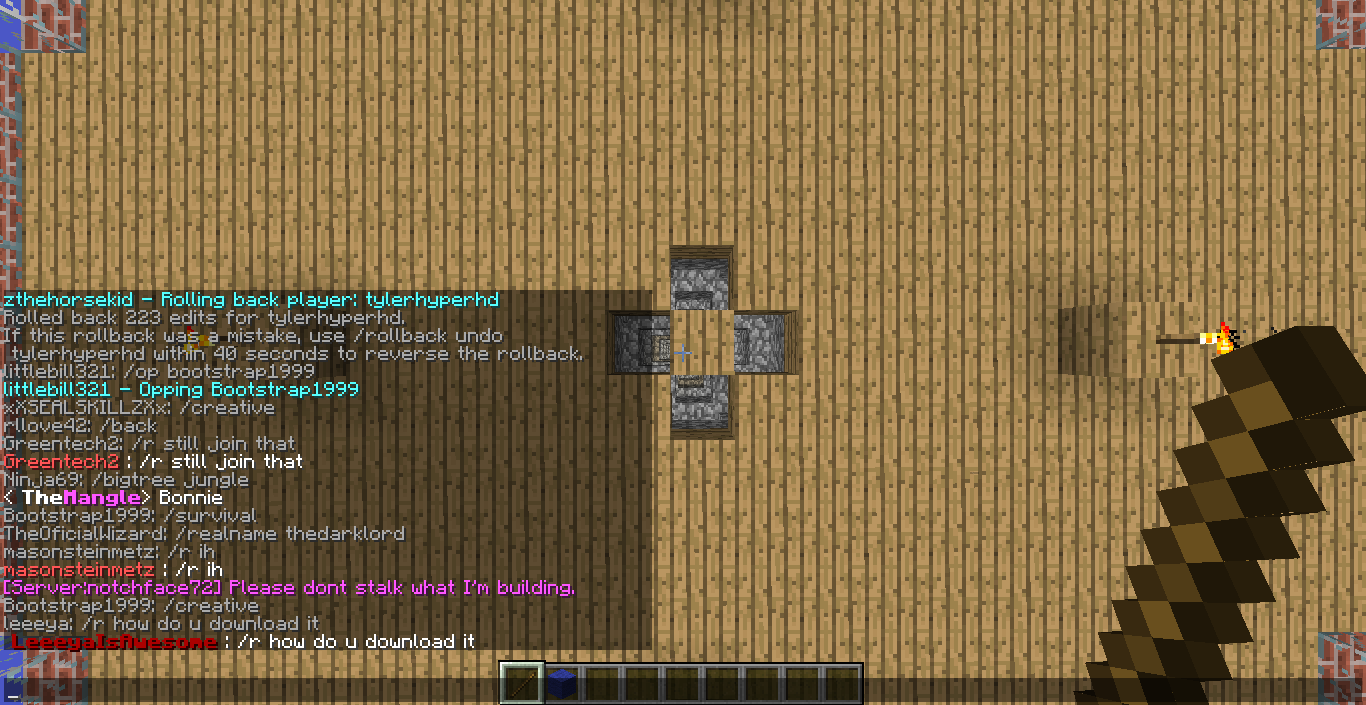 zthehorsekid - Rolling back player: tylerhyperhd
Rolled back 223 edits for tylerhyperhd.
If this rollback was a mistake, use /rollback undo
tylerhyperhd within 40 seconds to reverse the rollback.
littlebill321: /op bootstrap1999
littlebill321 - Opping Bootstrap1999
xXSEALSKILLZXx: /creative
rllove42: /back
Greentech2: /r still join that
Greentech2 : /r still join that
Ninja69: /bigtree jungle
< TheMangle> Bonnie
Bootstrap1999: /survival
TheOficialWizard: /realname thedarklord
masonsteinmetz: /r ih
masonsteinmetz : /r ih
[Server:notchface72] Please dont stalk what I'm building.
Bootstrap1999: /creative
leeeya: /r how do u download it
LeeeyaIsAwesome : /r how do u download it